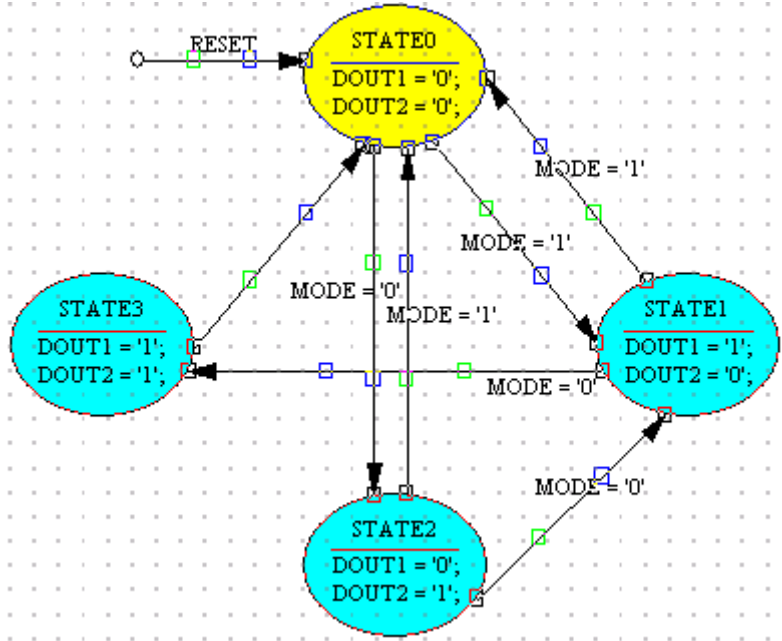 RESET
STATE0
DOUT1 = '0';
DOUT2 = '0';
MODE = '1'
MODE = '1'
MODE = '0'
MODE = '1'
STATE3
DOUT1 = '1';
DOUT2 = '1';
STATE1
DOUT1 = '1';
DOUT2 = '0';
MODE = '0'
MODE = '0'
STATE2
DOUT1 = '0';
DOUT2 = '1';